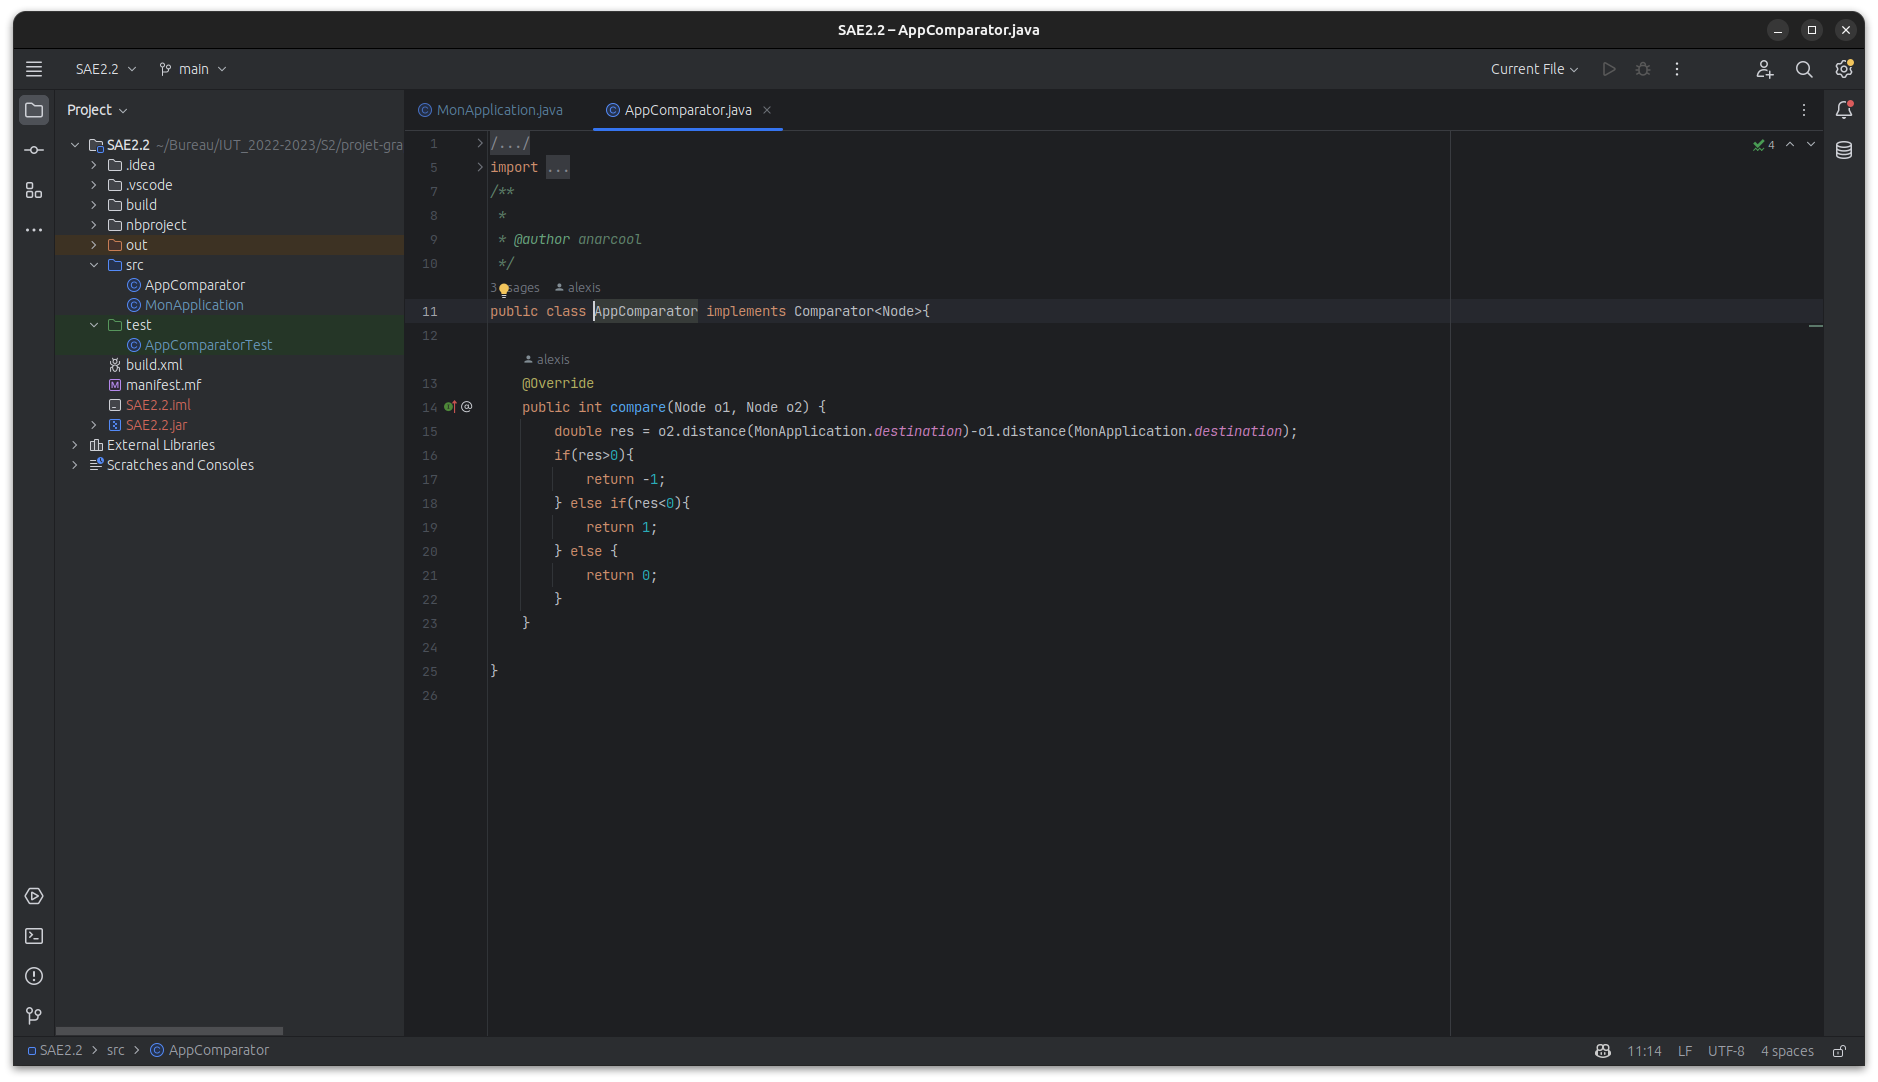 SAE2.2 – AppComparator.java
SAE2.2 main Current File
Project
MonApplication.java AppComparator.java
SAE2.2 ~/Bureau/IUT_2022-2023/S2/projet-gra
.idea
.vscode
build
nbproject
out
src
AppComparator
MonApplication
test
AppComparatorTest
build.xml
manifest.mf
SAE2.2.iml
SAE2.2.jar
External Libraries
Scratches and Consoles
1 /.../
5 import ...
7 /**
8 *
9 * @author anarcool
10 */
3 alexis
11 public class AppComparator implements Comparator<Node>{
12
alexis
13 @Override
14 public int compare(Node o1, Node o2) {
15 double res = o2.distance(MonApplication.destination)-o1.distance(MonApplication.destination);
16 if(res>0){
17 return -1;
18 } else if(res<0){
19 return 1;
20 } else {
21 return 0;
22 }
23 }
24
25 }
26
4
SAE2.2 src AppComparator
11:14 LF UTF-8 4 spaces